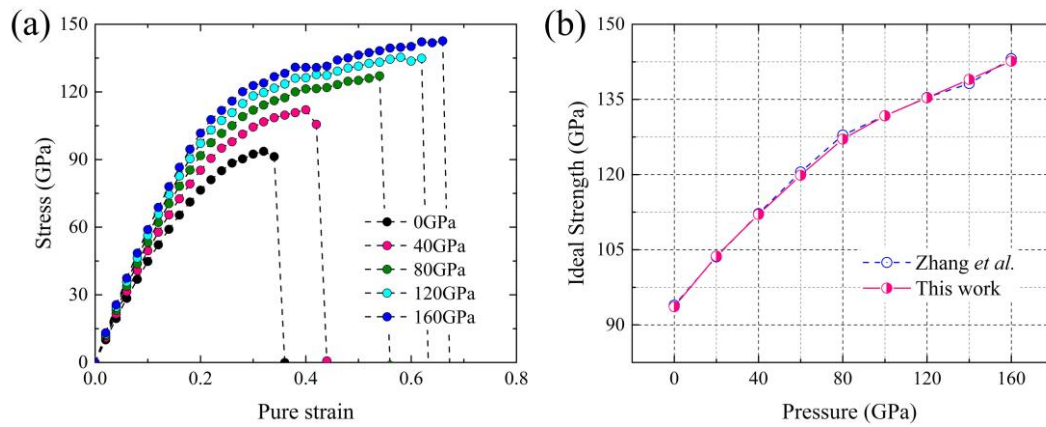 (a)
150
120
90
60
30
0
Stress (GPa)
0GPa
40GPa
80GPa
120GPa
160GPa
0.0 0.2 0.4 0.6 0.8
Pure strain
(b)
150
135
120
105
90
Ideal Strength (GPa)
Zhang et al.
This work
0 40 80 120 160
Pressure (GPa)